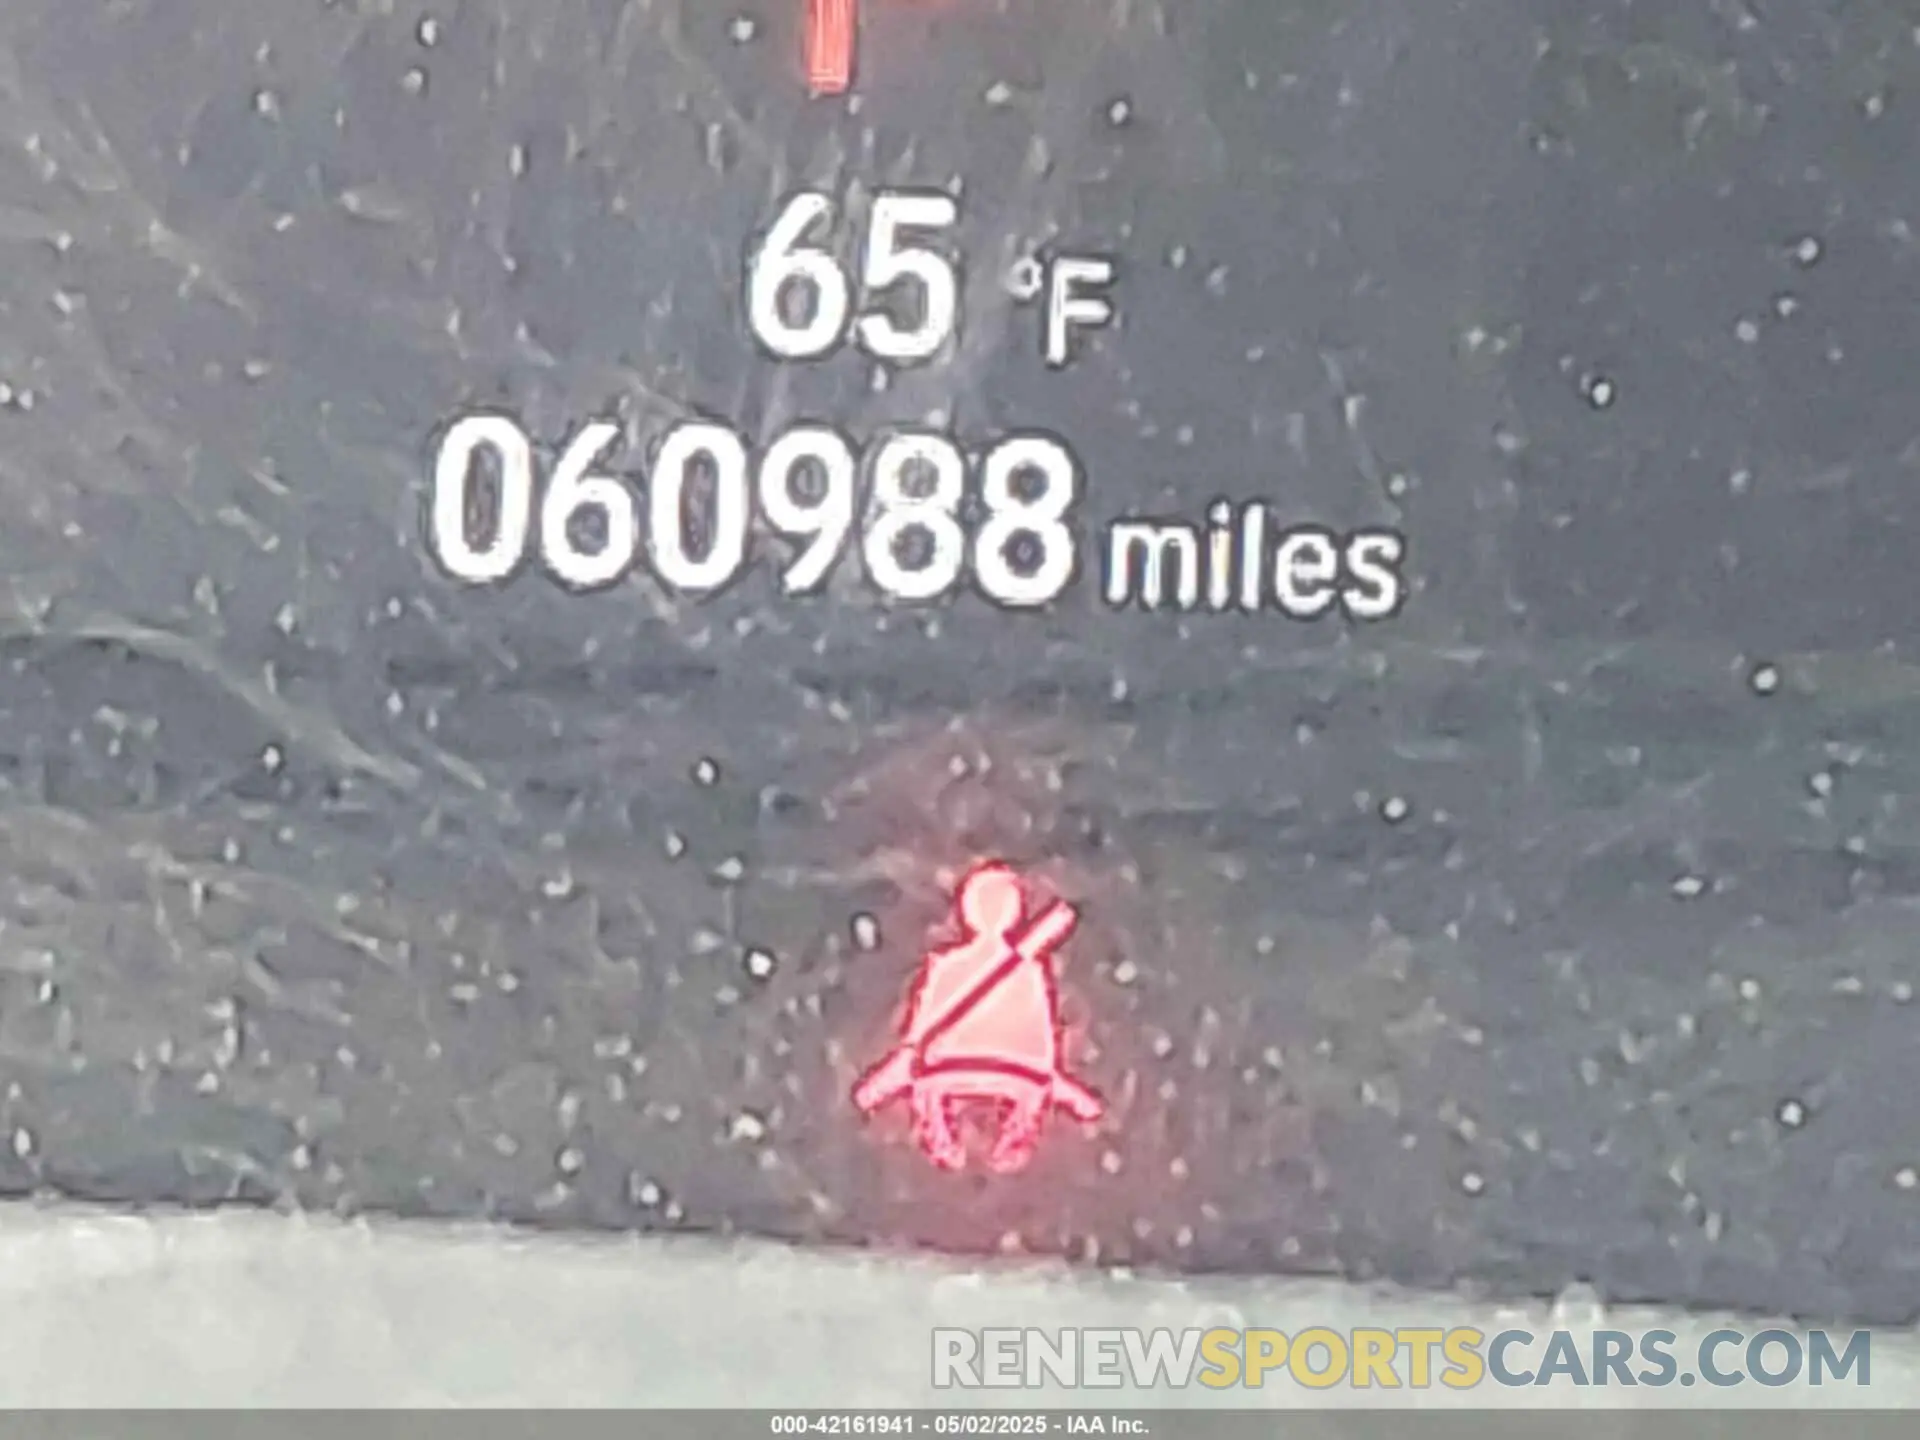 65 °F
060988 miles
RENEWSPORTSCARS.COM
000-42161941 - 05/02/2025 - IAA Inc.